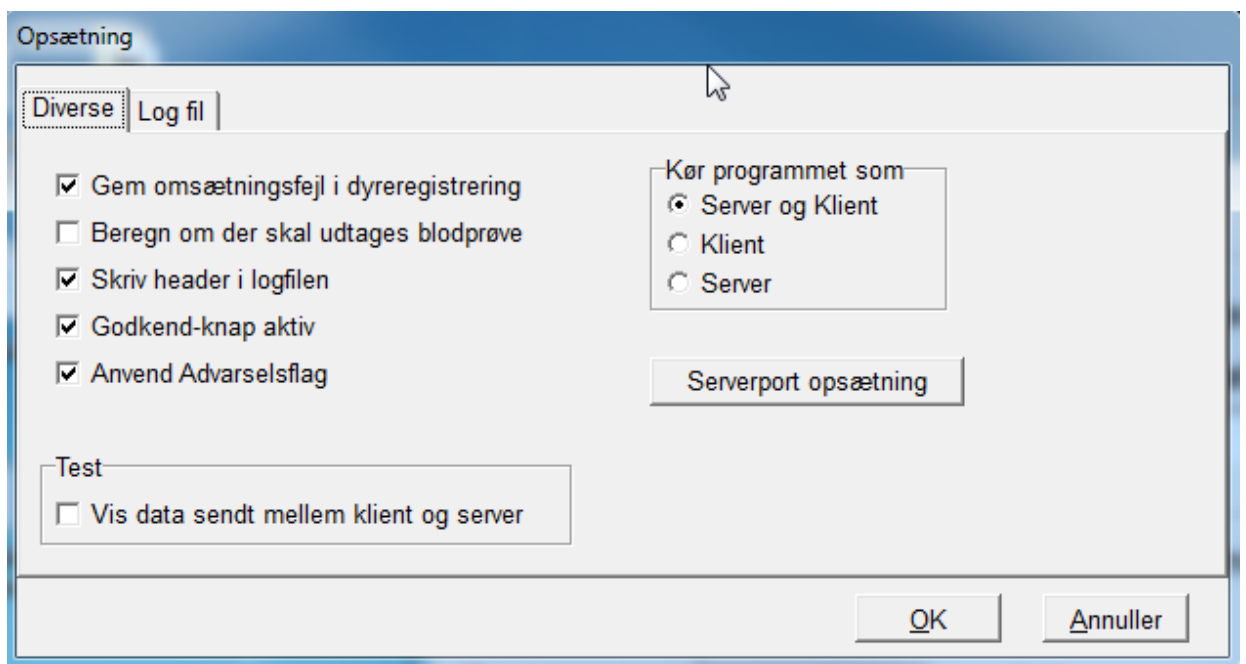 Opsætning
Diverse
Log fil
Gem omsætningsfejl i dyreregistrering
Beregn om der skal udtages blodprøve
Skriv header i logfilen
Godkend-knap aktiv
Anvend Advarselsflag
Kør programmet som
Server og Klient
Klient
Server
Serverport opsætning
Test
Vis data sendt mellem klient og server
OK
Annuller